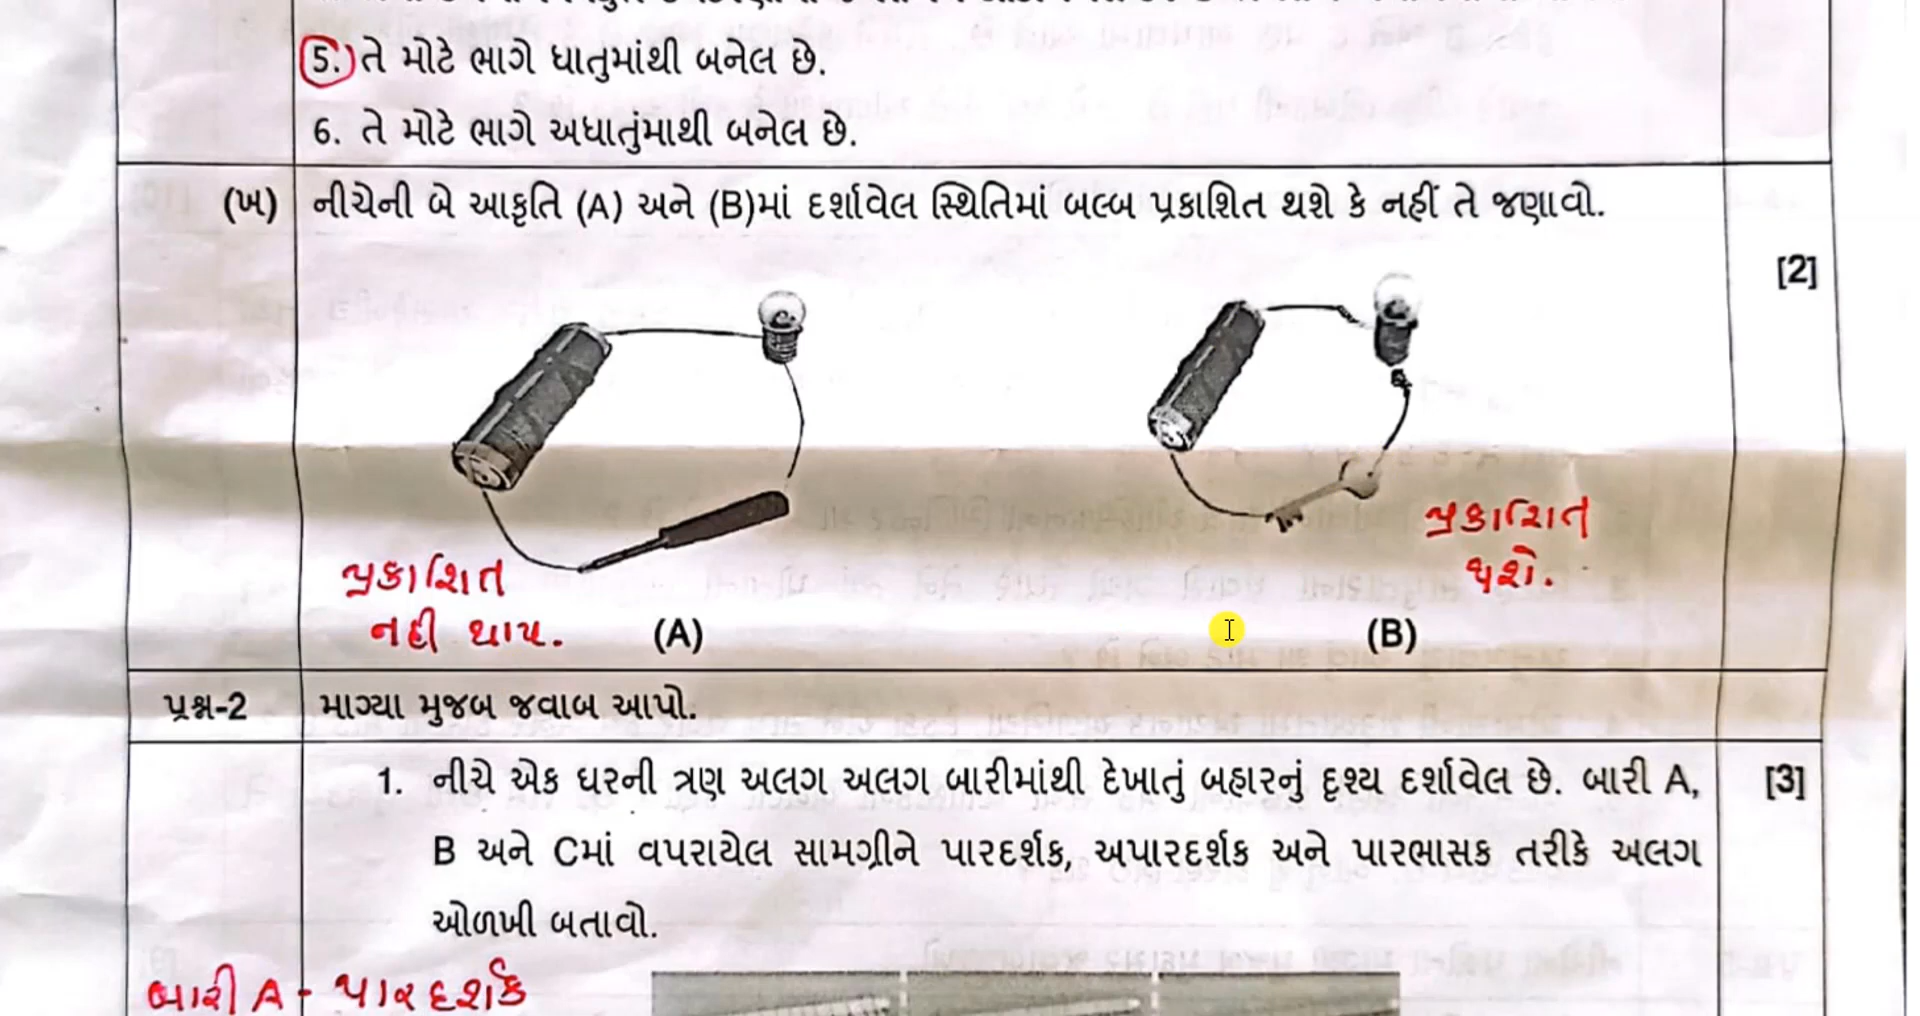 5. તે મોટે ભાગે ધાતુમાંથી બનેલ છે.
6. તે મોટે ભાગે અધાતુંમાથી બનેલ છે.
(ખ) નીચેની બે આકૃતિ (A) અને (B)માં દર્શાવેલ સ્થિતિમાં બલ્બ પ્રકાશિત થશે કે નહીં તે જણાવો.
[2]
પ્રકાશિત
થશે.
પ્રકાશિત
નહી થાય. (A) (B)
પ્રશ્ન-2 માગ્યા મુજબ જવાબ આપો.
1. નીચે એક ઘરની ત્રણ અલગ અલગ બારીમાંથી દેખાતું બહારનું દૃશ્ય દર્શાવેલ છે. બારી A, [3]
B અને Cમાં વપરાયેલ સામગ્રીને પારદર્શક, અપારદર્શક અને પારભાસક તરીકે અલગ
ઓળખી બતાવો.
બારી A - પારદર્શક